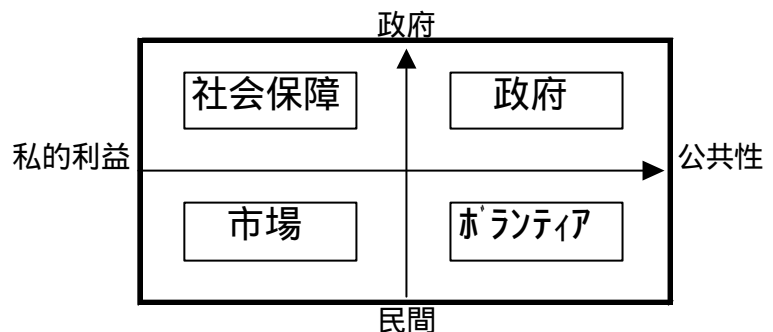 政府
社会保障
政府
私的利益
公共性
市場
ﾎﾞランティア
民間